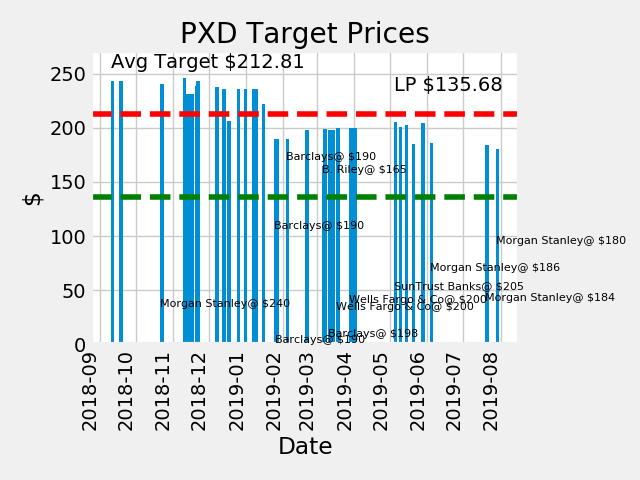 PXD Target Prices
Avg Target $212.81
LP $135.68
250
200
150
100
50
0
$
Barclays@ $190
B. Riley@ $165
Barclays@ $190
Morgan Stanley@ $180
Morgan Stanley@ $186
SunTrust Banks@ $205
Morgan Stanley@ $184
Wells Fargo & Co@ $200
Morgan Stanley@ $240
Wells Fargo & Co@ $200
Barclays@ $198
Barclays@ $190
2018-09
2018-10
2018-11
2018-12
2019-01
2019-02
2019-03
2019-04
2019-05
2019-06
2019-07
2019-08
Date